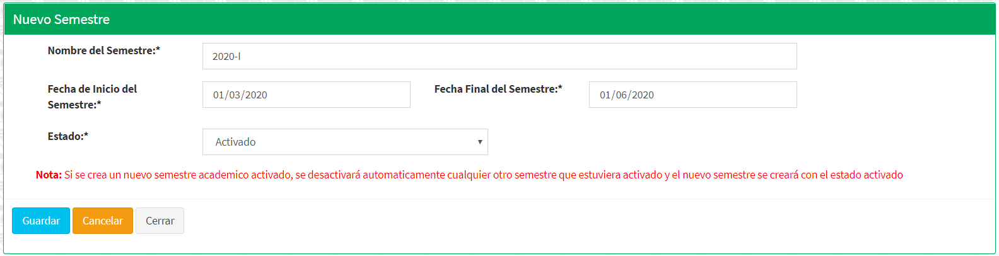 Nuevo Semestre
Nombre del Semestre:*
2020-I
Fecha de Inicio del
Semestre:*
01/03/2020
Fecha Final del Semestre:*
01/06/2020
Estado:*
Activado
Nota: Si se crea un nuevo semestre academico activado, se desactivará automaticamente cualquier otro semestre que estuviera activado y el nuevo semestre se creará con el estado activado
Guardar Cancelar Cerrar